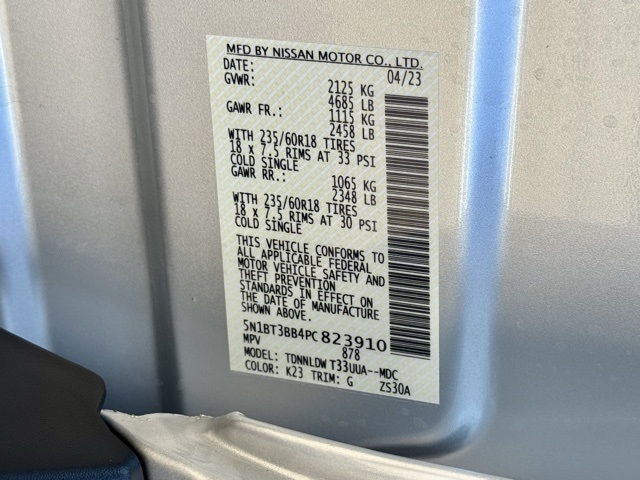 MFD BY NISSAN MOTOR CO., LTD.
DATE: 04/23
GVWR: 2125 KG
4685 LB
GAWR FR.: 1115 KG
2458 LB
WITH 235/60R18 TIRES
18 x 7.5 RIMS AT 33 PSI
COLD SINGLE
GAWR RR.: 1065 KG
2348 LB
WITH 235/60R18 TIRES
18 x 7.5 RIMS AT 30 PSI
COLD SINGLE
THIS VEHICLE CONFORMS TO
ALL APPLICABLE FEDERAL
MOTOR VEHICLE SAFETY AND
THEFT PREVENTION
STANDARDS IN EFFECT ON
THE DATE OF MANUFACTURE
SHOWN ABOVE.
5N1BT3BB4PC 823910
MPV 878
MODEL: TDNNLDW T33UUA--MDC
COLOR: K23 TRIM: G ZS30A